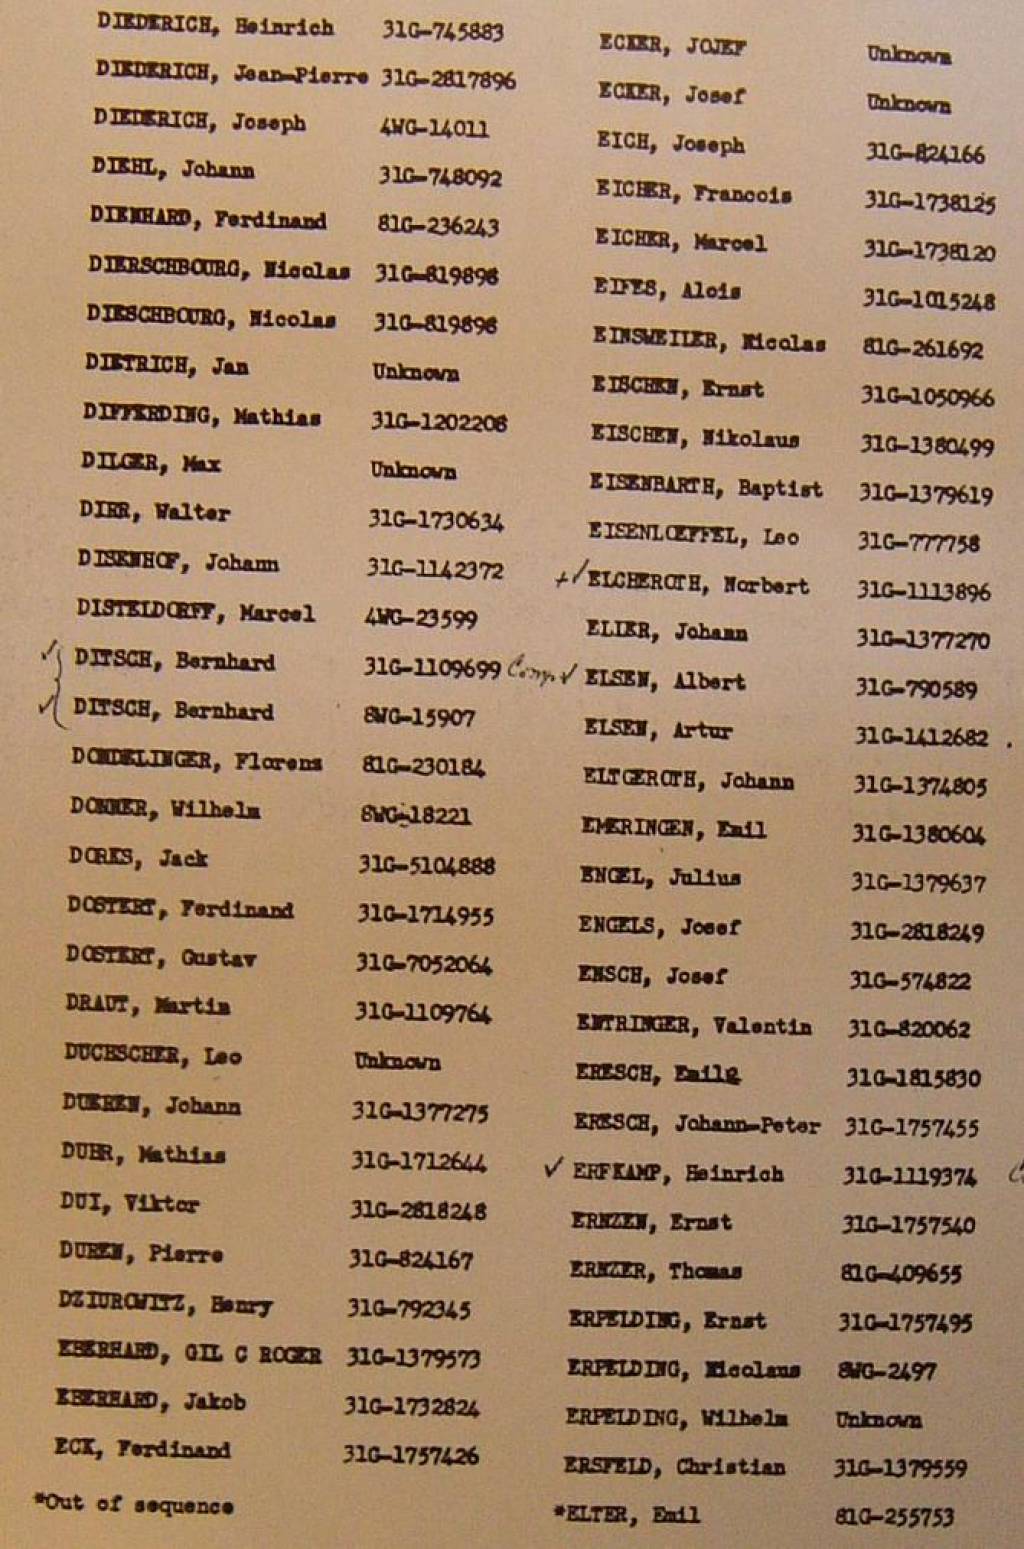 DIEDERICH, Heinrich 31G-745883
DIEDERICH, Jean-Pierre 31G-2817896
DIEDERICH, Joseph 4WG-14011
DIEHL, Johann 31G-748092
DIENHARD, Ferdinand 81G-236243
DIERSCHBOURG, Nicolas 31G-819898
DIESCHBOURG, Nicolas 31G-819898
DIETRICH, Jan Unknown
DIFFERDING, Mathias 31G-1202208
DILGER, Max Unknown
DIRR, Walter 31G-1730634
DISENHOF, Johann 31G-1142372
DISTELDORFF, Marcel 4WG-23599
✓ DITSCH, Bernhard 31G-1109699 Comp.
✓ DITSCH, Bernhard 8WG-15907
DONDELINGER, Florens 81G-230184
DONNER, Wilhelm 8WG-18221
DORKS, Jack 31G-5104888
DOSTERT, Ferdinand 31G-1714955
DOSTERT, Gustav 31G-7052064
DRAUT, Martin 31G-1109764
DUCHSCHER, Leo Unknown
DUEREN, Johann 31G-1377275
DUHR, Mathias 31G-1712644
DUI, Viktor 31G-2818248
DUREN, Pierre 31G-824167
DZIUROWITZ, Henry 31G-792345
EBERHARD, GIL C ROGER 31G-1379573
EBERHARD, Jakob 31G-1732824
ECK, Ferdinand 31G-1757426
*Out of sequence
ECKER, JOJEF Unknown
ECKER, Josef Unknown
EICH, Joseph 31G-824166
EICHER, Francois 31G-1738125
EICHER, Marcel 31G-1738120
EIFES, Alois 31G-1015248
EINSWEILER, Nicolas 81G-261692
EISCHEN, Ernst 31G-1050966
EISCHEN, Nikolaus 31G-1380499
EISENBARTH, Baptist 31G-1379619
EISENLOEFFEL, Leo 31G-777758
+✓ ELCHEROTH, Norbert 31G-1113896
ELIER, Johann 31G-1377270
✓ ELSEN, Albert 31G-790589
ELSEN, Artur 31G-1412682
ELTGEROTH, Johann 31G-1374805
EMERINGEN, Emil 31G-1380604
ENGEL, Julius 31G-1379637
ENGELS, Josef 31G-2818249
ENSCH, Josef 31G-574822
ENTRINGER, Valentin 31G-820062
ERESCH, Emile 31G-1815830
ERESCH, Johann-Peter 31G-1757455
✓ ERFKAMP, Heinrich 31G-1119374
ERNZEN, Ernst 31G-1757540
ERNZER, Thomas 81G-409655
ERPELDING, Ernst 31G-1757495
ERPELDING, Nicolaus 8WG-2497
ERPELDING, Wilhelm Unknown
ERSFELD, Christian 31G-1379559
*ELTER, Emil 81G-255753